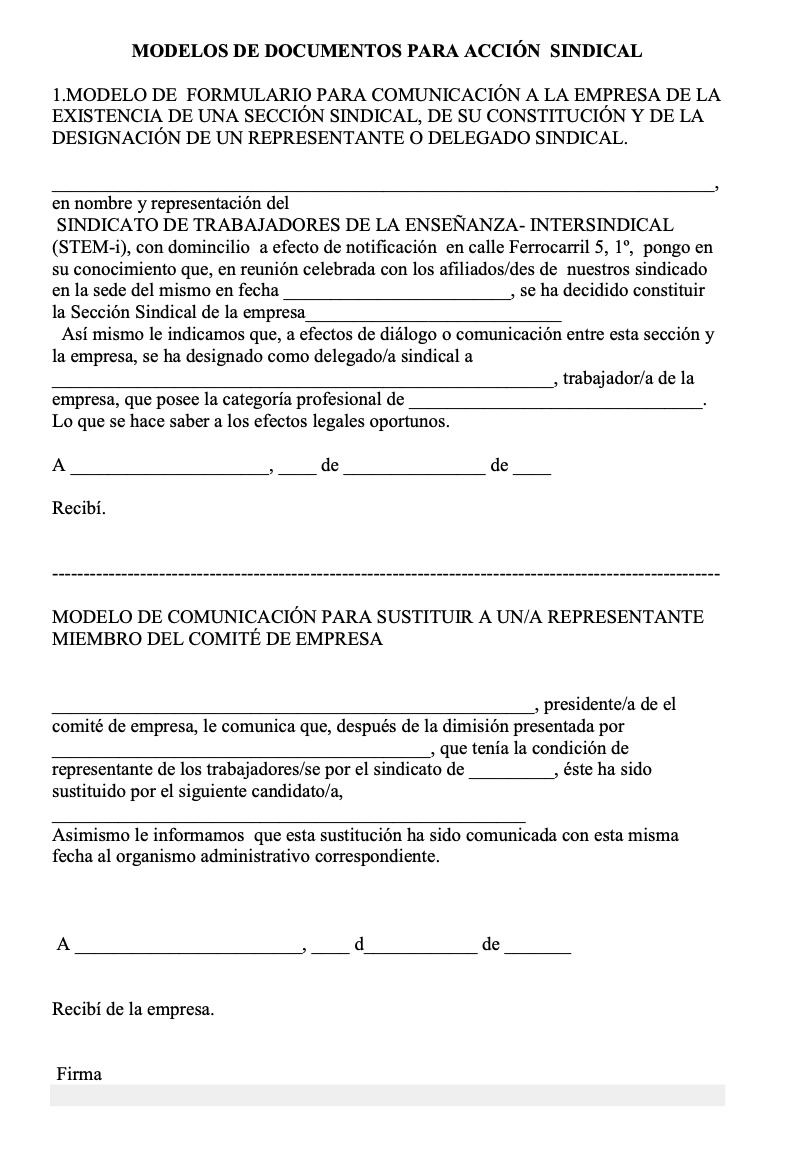 MODELOS DE DOCUMENTOS PARA ACCIÓN  SINDICAL
1.MODELO DE  FORMULARIO PARA COMUNICACIÓN A LA EMPRESA DE LA
EXISTENCIA DE UNA SECCIÓN SINDICAL, DE SU CONSTITUCIÓN Y DE LA
DESIGNACIÓN DE UN REPRESENTANTE O DELEGADO SINDICAL.
______________________________________________________________________,
en nombre y representación del
SINDICATO DE TRABAJADORES DE LA ENSEÑANZA- INTERSINDICAL
(STEM-i), con domincilio  a efecto de notificación  en calle Ferrocarril 5, 1º,  pongo en
su conocimiento que, en reunión celebrada con los afiliados/des de  nuestros sindicado
en la sede del mismo en fecha ________________________, se ha decidido constituir
la Sección Sindical de la empresa___________________________
Así mismo le indicamos que, a efectos de diálogo o comunicación entre esta sección y
la empresa, se ha designado como delegado/a sindical a
_____________________________________________________, trabajador/a de la
empresa, que posee la categoría profesional de _______________________________.
Lo que se hace saber a los efectos legales oportunos.
A _____________________, ____ de _______________ de ____
Recibí.
-----------------------------------------------------------------------------------------------------------
MODELO DE COMUNICACIÓN PARA SUSTITUIR A UN/A REPRESENTANTE
MIEMBRO DEL COMITÉ DE EMPRESA
___________________________________________________, presidente/a de el
comité de empresa, le comunica que, después de la dimisión presentada por
________________________________________, que tenía la condición de
representante de los trabajadores/se por el sindicato de _________, éste ha sido
sustituido por el siguiente candidato/a,
__________________________________________________
Asimismo le informamos  que esta sustitución ha sido comunicada con esta misma
fecha al organismo administrativo correspondiente.
A ________________________, ____ d____________ de _______
Recibí de la empresa.
Firma